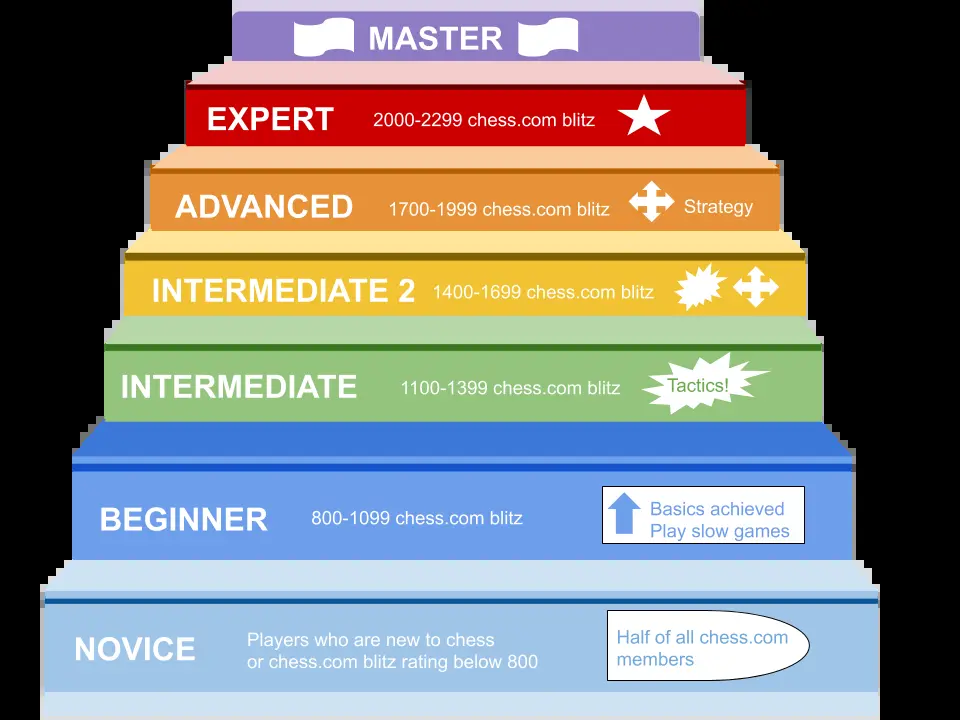 MASTER
EXPERT 2000-2299 chess.com blitz
ADVANCED 1700-1999 chess.com blitz Strategy
INTERMEDIATE 2 1400-1699 chess.com blitz
INTERMEDIATE 1100-1399 chess.com blitz Tactics!
BEGINNER 800-1099 chess.com blitz
Basics achieved
Play slow games
NOVICE
Players who are new to chess
or chess.com blitz rating below 800
Half of all chess.com
members